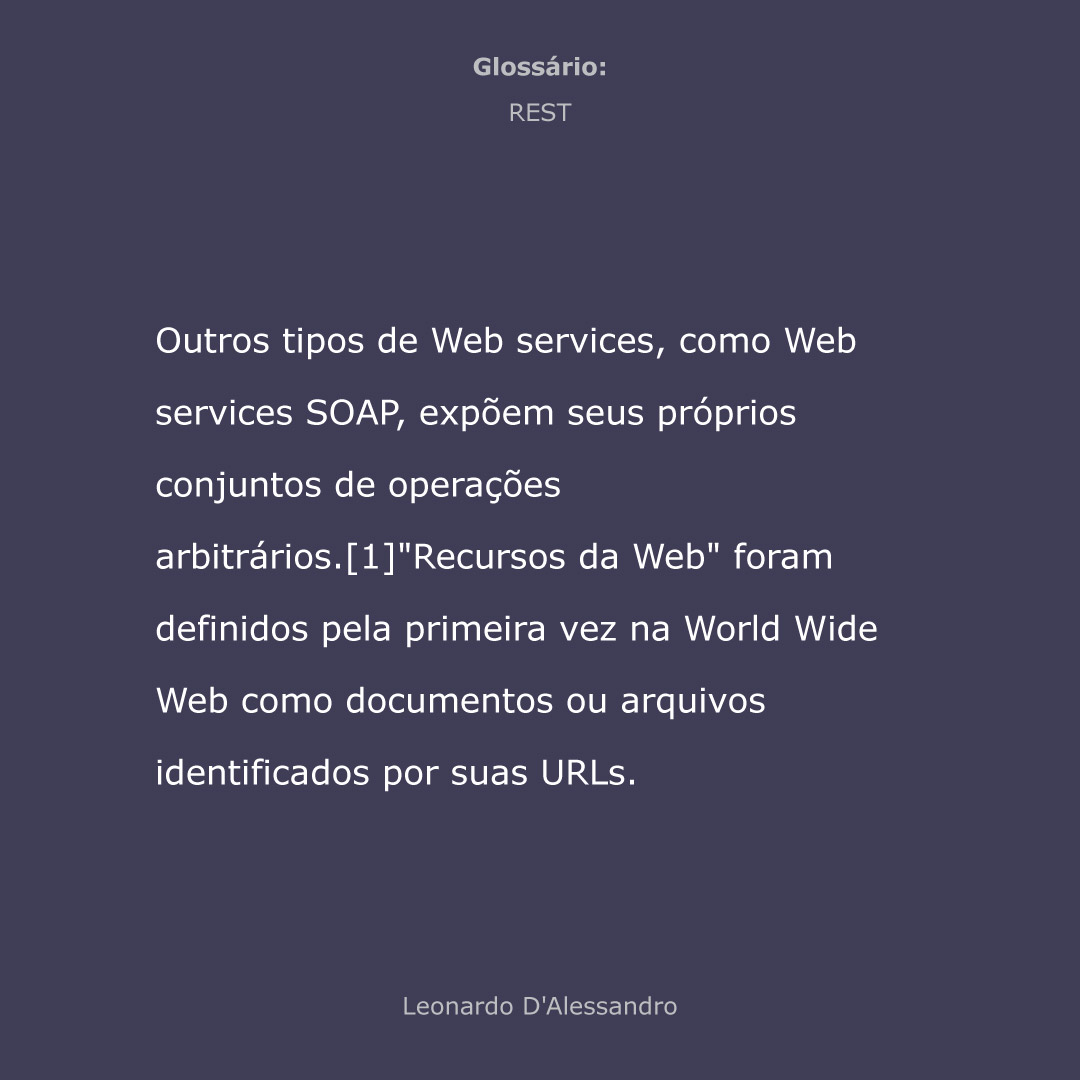 Glossário:
REST
Outros tipos de Web services, como Web
services SOAP, expõem seus próprios
conjuntos de operações
arbitrários.[1]"Recursos da Web" foram
definidos pela primeira vez na World Wide
Web como documentos ou arquivos
identificados por suas URLs.
Leonardo D'Alessandro